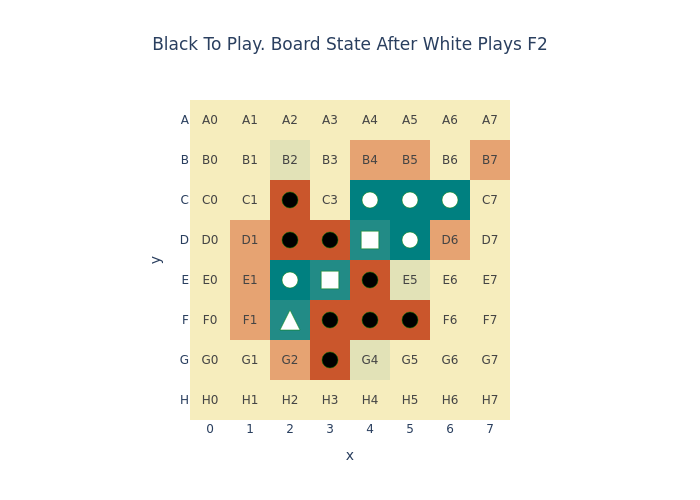 Black To Play. Board State After White Plays F2
A A0 A1 A2 A3 A4 A5 A6 A7
B B0 B1 B2 B3 B4 B5 B6 B7
C C0 C1 C3 C7
D D0 D1 D6 D7
E E0 E1 E5 E6 E7
F F0 F1 F6 F7
G G0 G1 G2 G4 G5 G6 G7
H H0 H1 H2 H3 H4 H5 H6 H7
0 1 2 3 4 5 6 7
x
y